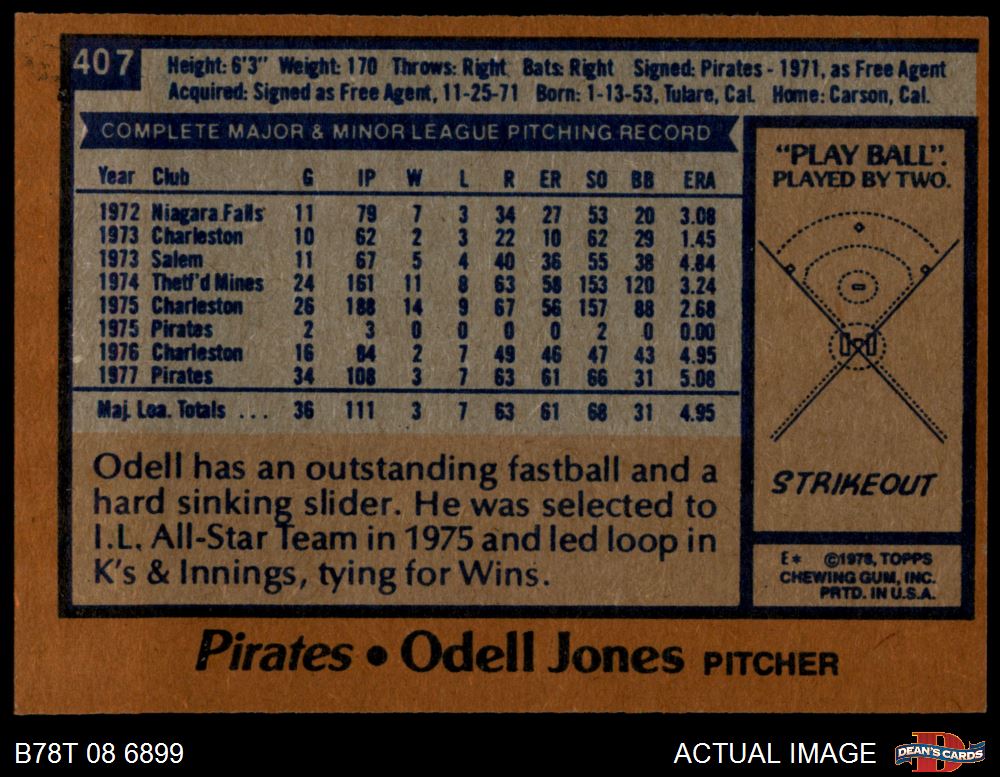 407
Height: 6'3" Weight: 170 Throws: Right Bats: Right Signed: Pirates - 1971, as Free Agent
Acquired: Signed as Free Agent, 11-25-71 Born: 1-13-53, Tulare, Cal. Home: Carson, Cal.
COMPLETE MAJOR & MINOR LEAGUE PITCHING RECORD
Year Club G IP W L R ER SO BB ERA
1972 Niagara Falls 11 79 7 3 34 27 53 20 3.08
1973 Charleston 10 62 2 3 22 10 62 29 1.45
1973 Salem 11 67 5 4 40 36 55 38 4.84
1974 Thetf'd Mines 24 161 11 8 63 58 153 120 3.24
1975 Charleston 26 188 14 9 67 56 157 88 2.68
1975 Pirates 2 3 0 0 0 0 2 0 0.00
1976 Charleston 16 84 2 7 49 46 47 43 4.95
1977 Pirates 34 108 3 7 63 61 66 31 5.08
Maj. Lea. Totals ... 36 111 3 7 63 61 68 31 4.95
Odell has an outstanding fastball and a
hard sinking slider. He was selected to
I.L. All-Star Team in 1975 and led loop in
K's & Innings, tying for Wins.
"PLAY BALL".
PLAYED BY TWO.
STRIKEOUT
E* ©1978, TOPPS
CHEWING GUM, INC.
PRTD. IN U.S.A.
Pirates • Odell Jones PITCHER
B78T 08 6899
ACTUAL IMAGE
D
DEAN'S CARDS